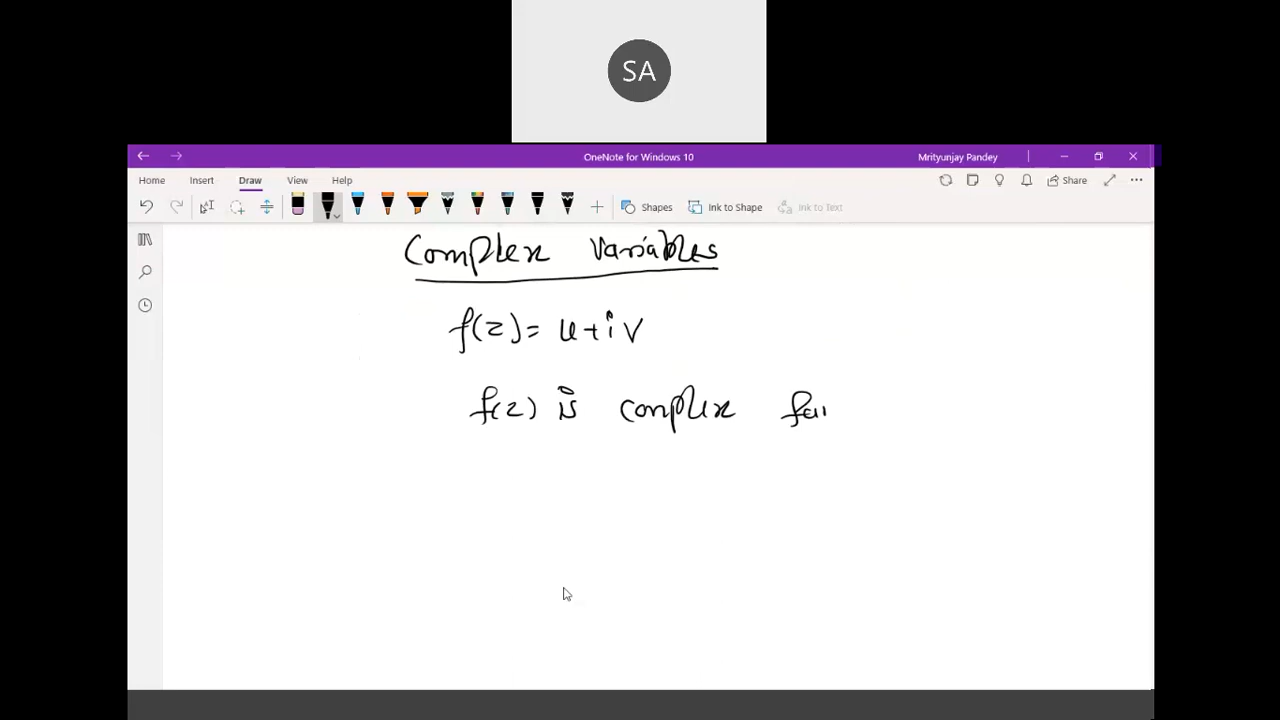 SA
OneNote for Windows 10
Mrityunjay Pandey
Home Insert Draw View Help
Share
Shapes Ink to Shape Ink to Text
Complex Variables
f(z) = u + i v
f(z) is complex